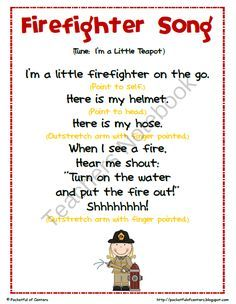 Firefighter Song
(Tune: I'm a Little Teapot)
I'm a little firefighter on the go.
(Point to self)
Here is my helmet.
(Point to head)
Here is my hose.
(Outstretch arm with finger pointed)
When I see a fire,
Hear me shout:
"Turn on the water
and put the fire out!"
Shhhhhhhh!
(Outstretch arm with finger pointed)
Teachers Notebook
© Pocketful of Centers
http://pocketfulofcenters.blogspot.com